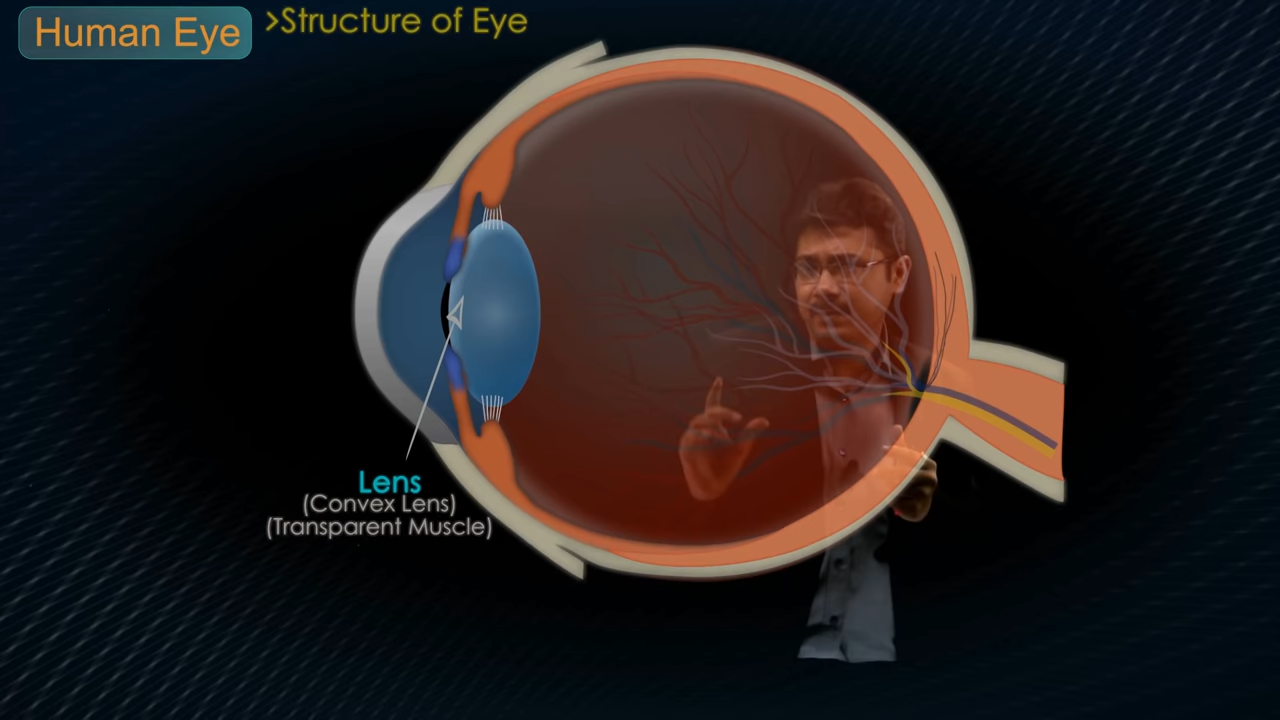 Human Eye
>Structure of Eye
Lens
(Convex Lens)
(Transparent Muscle)